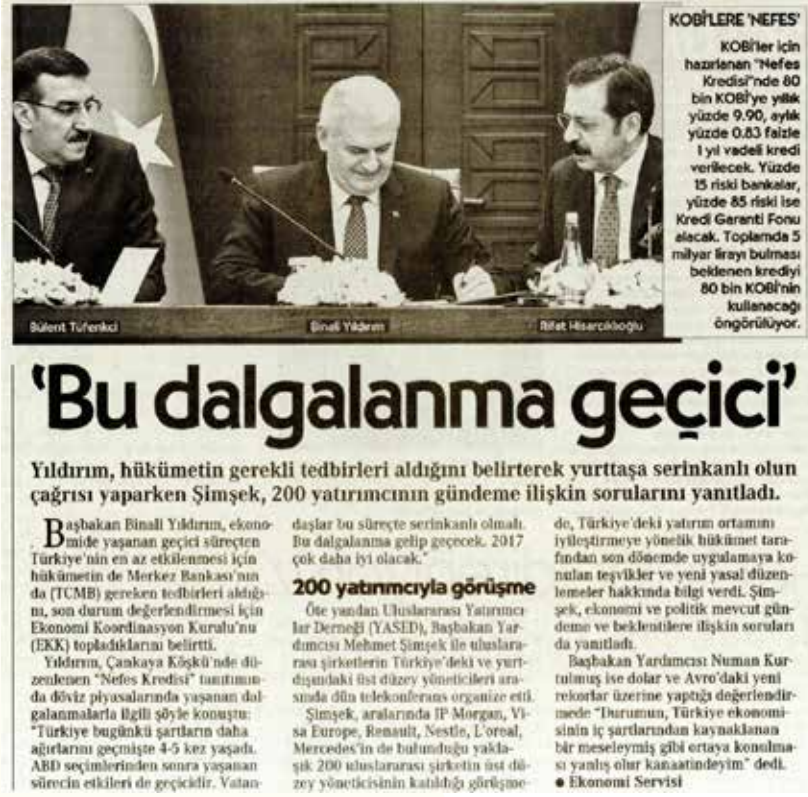 KOBİ'LERE 'NEFES'
KOBİ'ler için
hazırlanan "Nefes
Kredisi"nde 80
bin KOBİ'ye yıllık
yüzde 9.90, aylık
yüzde 0.83 faizle
1 yıl vadeli kredi
verilecek. Yüzde
15 riski bankalar,
yüzde 85 riski ise
Kredi Garanti Fonu
alacak. Toplamda 5
milyar lirayı bulması
beklenen krediyi
80 bin KOBİ'nin
kullanacağı
öngörülüyor.
Bülent Tüfenkci
Binali Yıldırım
Rifat Hisarcıklıoğlu
'Bu dalgalanma geçici'
Yıldırım, hükümetin gerekli tedbirleri aldığını belirterek yurttaşa serinkanlı olun
çağrısı yaparken Şimşek, 200 yatırımcının gündeme ilişkin sorularını yanıtladı.
Başbakan Binali Yıldırım, ekono-
mide yaşanan geçici süreçten
Türkiye'nin en az etkilenmesi için
hükümetin de Merkez Bankası'nın
da (TCMB) gereken tedbirleri aldığı-
nı, son durum değerlendirmesi için
Ekonomi Koordinasyon Kurulu'nu
(EKK) topladıklarını belirtti.
Yıldırım, Çankaya Köşkü'nde dü-
zenlenen "Nefes Kredisi" tanıtımın-
da döviz piyasalarında yaşanan dal-
galanmalarla ilgili şöyle konuştu:
"Türkiye bugünkü şartların daha
ağırlarını geçmişte 4-5 kez yaşadı.
ABD seçimlerinden sonra yaşanan
sürecin etkileri de geçicidir. Vatan-
daşlar bu süreçte serinkanlı olmalı.
Bu dalgalanma gelip geçecek. 2017
çok daha iyi olacak."
200 yatırımcıyla görüşme
Öte yandan Uluslararası Yatırımcı-
lar Derneği (YASED), Başbakan Yar-
dımcısı Mehmet Şimşek ile uluslara-
rası şirketlerin Türkiye'deki ve yurt-
dışındaki üst düzey yöneticileri ara-
sında dün telekonferans organize etti.
Şimşek, aralarında JP Morgan, Vi-
sa Europe, Renault, Nestle, L'oreal,
Mercedes'in de bulunduğu yakla-
şık 200 uluslararası şirketin üst dü-
zey yöneticisinin katıldığı görüşme-
de, Türkiye'deki yatırım ortamını
iyileştirmeye yönelik hükümet tara-
fından son dönemde uygulamaya ko-
nulan teşvikler ve yeni yasal düzen-
lemeler hakkında bilgi verdi. Şim-
şek, ekonomi ve politik mevcut gün-
deme ve beklentilere ilişkin soruları
da yanıtladı.
Başbakan Yardımcısı Numan Kur-
tulmuş ise dolar ve Avro'daki yeni
rekorlar üzerine yaptığı değerlendir-
mede "Durumun, Türkiye ekonomi-
sinin iç şartlarından kaynaklanan
bir meseleymiş gibi ortaya konulma-
sı yanlış olur kanaatindeyim" dedi.
● Ekonomi Servisi